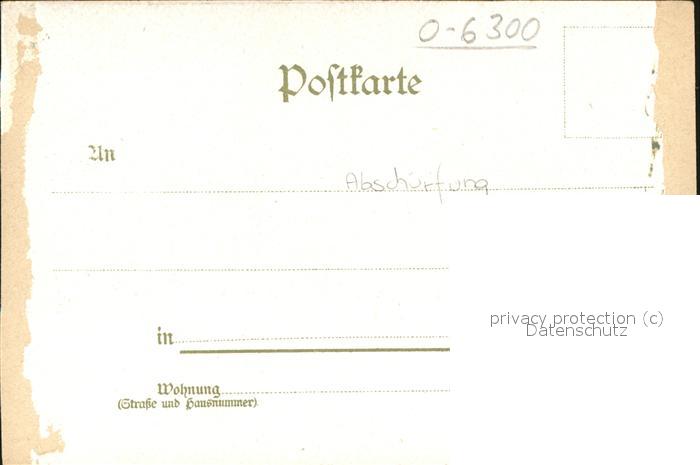 0-6300
Postkarte
An
Abschürfung
privacy protection (c)
Datenschutz
in
Wohnung
(Straße und Hausnummer)